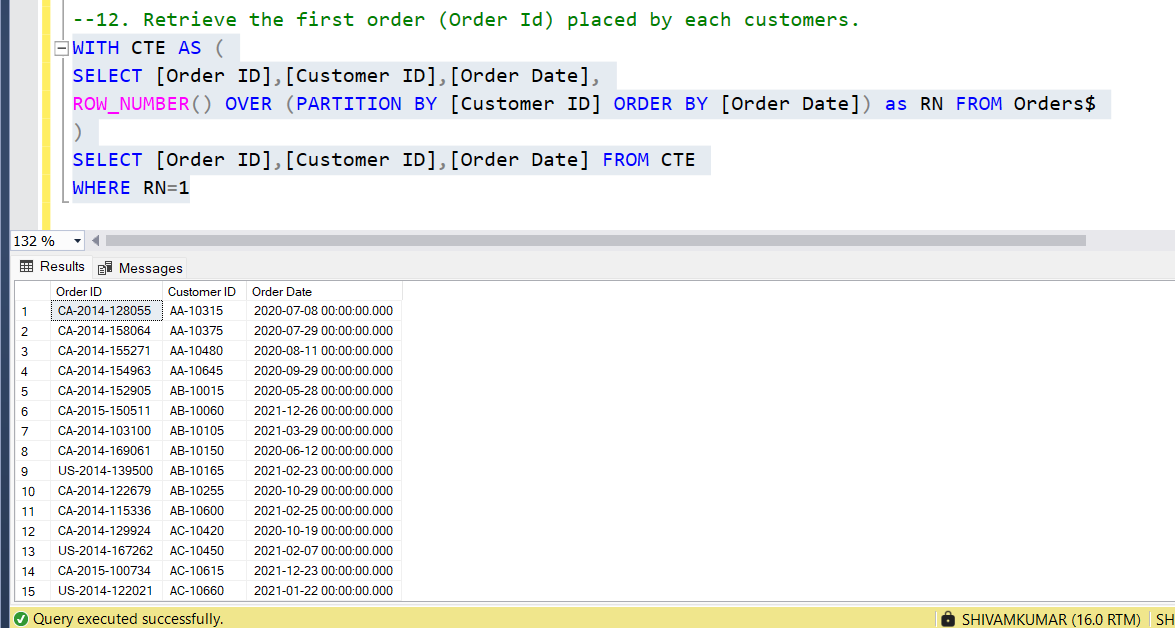 --12. Retrieve the first order (Order Id) placed by each customers.
WITH CTE AS (
SELECT [Order ID],[Customer ID],[Order Date],
ROW_NUMBER() OVER (PARTITION BY [Customer ID] ORDER BY [Order Date]) as RN FROM Orders$
)
SELECT [Order ID],[Customer ID],[Order Date] FROM CTE
WHERE RN=1
132 %
Results Messages
Order ID Customer ID Order Date
1 CA-2014-128055 AA-10315 2020-07-08 00:00:00.000
2 CA-2014-158064 AA-10375 2020-07-29 00:00:00.000
3 CA-2014-155271 AA-10480 2020-08-11 00:00:00.000
4 CA-2014-154963 AA-10645 2020-09-29 00:00:00.000
5 CA-2014-152905 AB-10015 2020-05-28 00:00:00.000
6 CA-2015-150511 AB-10060 2021-12-26 00:00:00.000
7 CA-2014-103100 AB-10105 2021-03-29 00:00:00.000
8 CA-2014-169061 AB-10150 2020-06-12 00:00:00.000
9 US-2014-139500 AB-10165 2021-02-23 00:00:00.000
10 CA-2014-122679 AB-10255 2020-10-29 00:00:00.000
11 CA-2014-115336 AB-10600 2021-02-25 00:00:00.000
12 CA-2014-129924 AC-10420 2020-10-19 00:00:00.000
13 US-2014-167262 AC-10450 2021-02-07 00:00:00.000
14 CA-2015-100734 AC-10615 2021-12-23 00:00:00.000
15 US-2014-122021 AC-10660 2021-01-22 00:00:00.000
Query executed successfully. SHIVAMKUMAR (16.0 RTM) SH